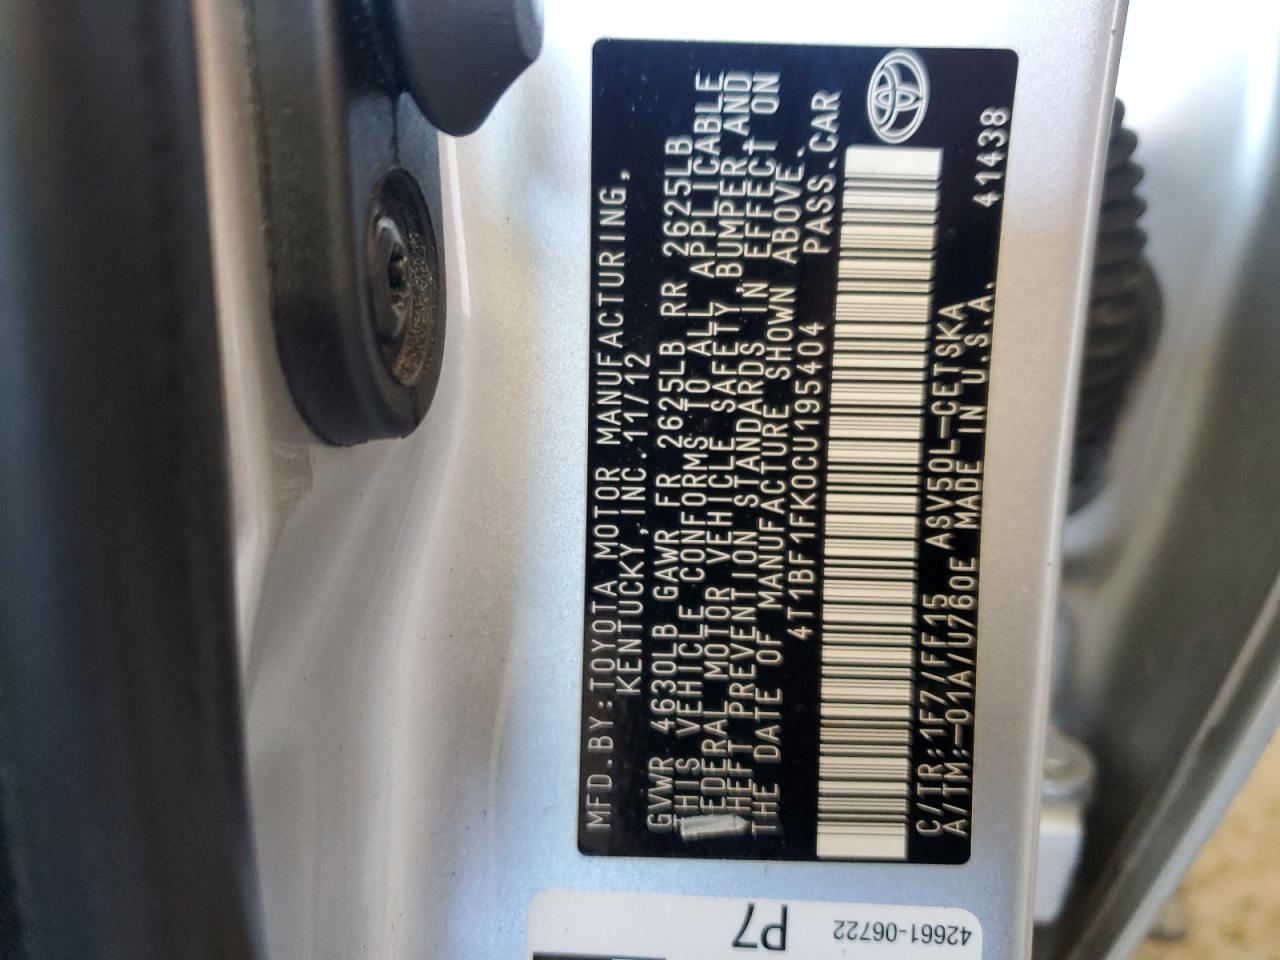 MFD.BY:TOYOTA MOTOR MANUFACTURING,
KENTUCKY,INC.11/12
GVWR 4630LB GAWR FR 2625LB RR 2625LB
THIS VEHICLE CONFORMS TO ALL APPLICABLE
FEDERAL MOTOR VEHICLE SAFETY,BUMPER,AND
THEFT PREVENTION STANDARDS IN EFFECT ON
THE DATE OF MANUFACTURE SHOWN ABOVE.
4T1BF1FK0CU195404 PASS.CAR
C/TR:1F7/FF15 ASV50L-CETSKA
A/TM:-01A/U760E MADE IN U.S.A. 41438
P7
42661-06722